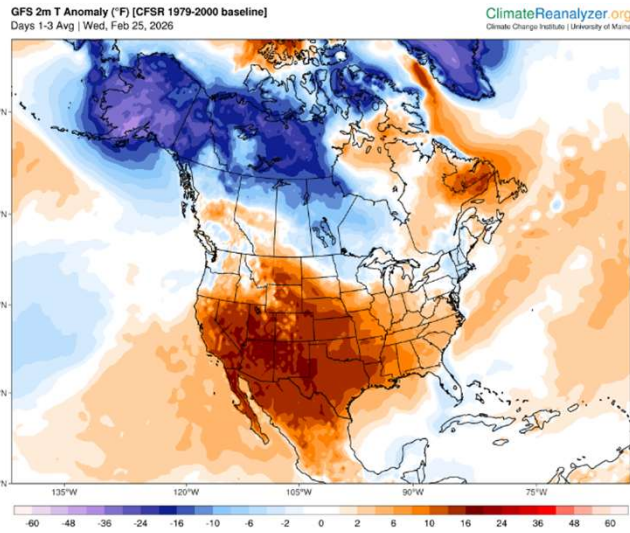 GFS 2m T Anomaly (°F) [CFSR 1979-2000 baseline]
ClimateReanalyzer.org
Days 1-3 Avg | Wed, Feb 25, 2026
Climate Change Institute | University of Maine
135°W 120°W 105°W 90°W 75°W
-60 -48 -36 -24 -16 -10 -6 -2 0 2 6 10 16 24 36 48 60